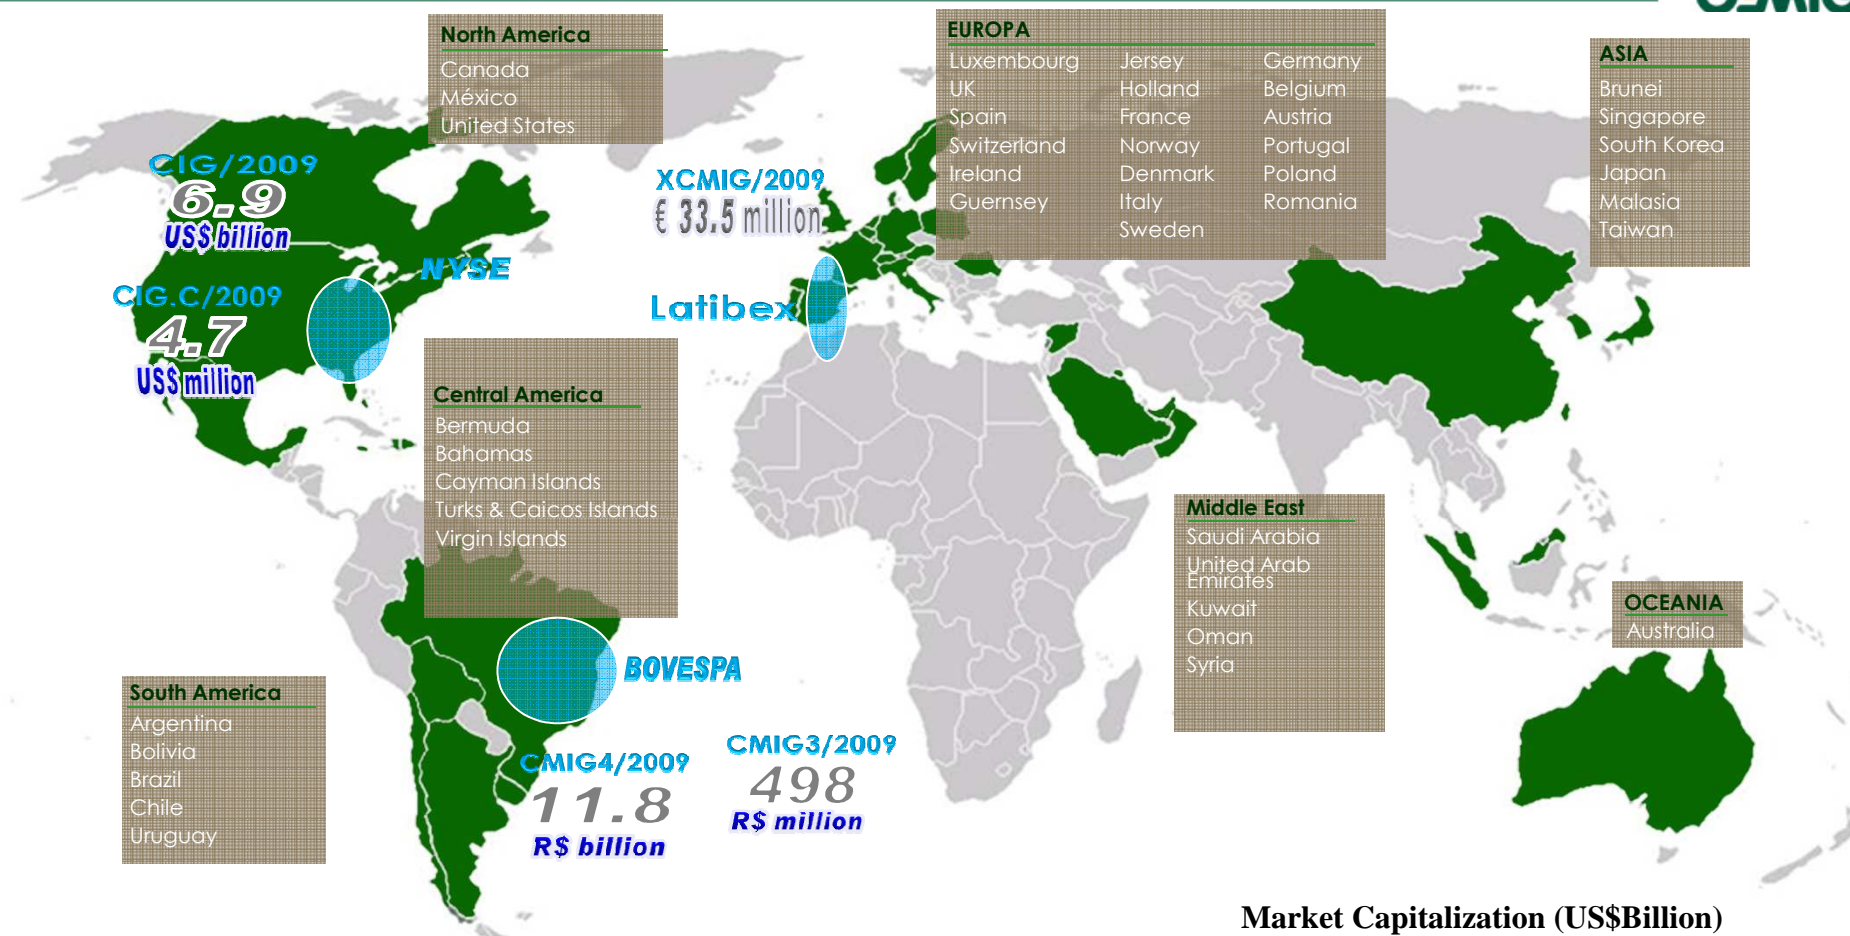 North America
Canada
México
United States
EUROPA
Luxembourg
UK
Spain
Switzerland
Ireland
Guernsey
Jersey
Holland
France
Norway
Denmark
Italy
Sweden
Germany
Belgium
Austria
Portugal
Poland
Romania
ASIA
Brunei
Singapore
South Korea
Japan
Malasia
Taiwan
CIG/2009
6.9
US$ billion
NYSE
CIG.C/2009
4.7
US$ million
XCMIG/2009
€ 33.5 million
Latibex
Central America
Bermuda
Bahamas
Cayman Islands
Turks & Caicos Islands
Virgin Islands
Middle East
Saudi Arabia
United Arab
Emirates
Kuwait
Oman
Syria
OCEANIA
Australia
South America
Argentina
Bolivia
Brazil
Chile
Uruguay
BOVESPA
CMIG4/2009
11.8
R$ billion
CMIG3/2009
498
R$ million
Market Capitalization (US$Billion)